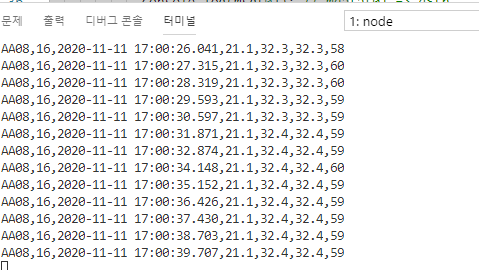 문제 출력 디버그 콘솔 터미널 1: node
AA08,16,2020-11-11 17:00:26.041,21.1,32.3,32.3,58
AA08,16,2020-11-11 17:00:27.315,21.1,32.3,32.3,60
AA08,16,2020-11-11 17:00:28.319,21.1,32.3,32.3,60
AA08,16,2020-11-11 17:00:29.593,21.1,32.3,32.3,59
AA08,16,2020-11-11 17:00:30.597,21.1,32.3,32.3,59
AA08,16,2020-11-11 17:00:31.871,21.1,32.4,32.4,59
AA08,16,2020-11-11 17:00:32.874,21.1,32.4,32.4,59
AA08,16,2020-11-11 17:00:34.148,21.1,32.4,32.4,60
AA08,16,2020-11-11 17:00:35.152,21.1,32.4,32.4,59
AA08,16,2020-11-11 17:00:36.426,21.1,32.4,32.4,59
AA08,16,2020-11-11 17:00:37.430,21.1,32.4,32.4,59
AA08,16,2020-11-11 17:00:38.703,21.1,32.4,32.4,59
AA08,16,2020-11-11 17:00:39.707,21.1,32.4,32.4,59